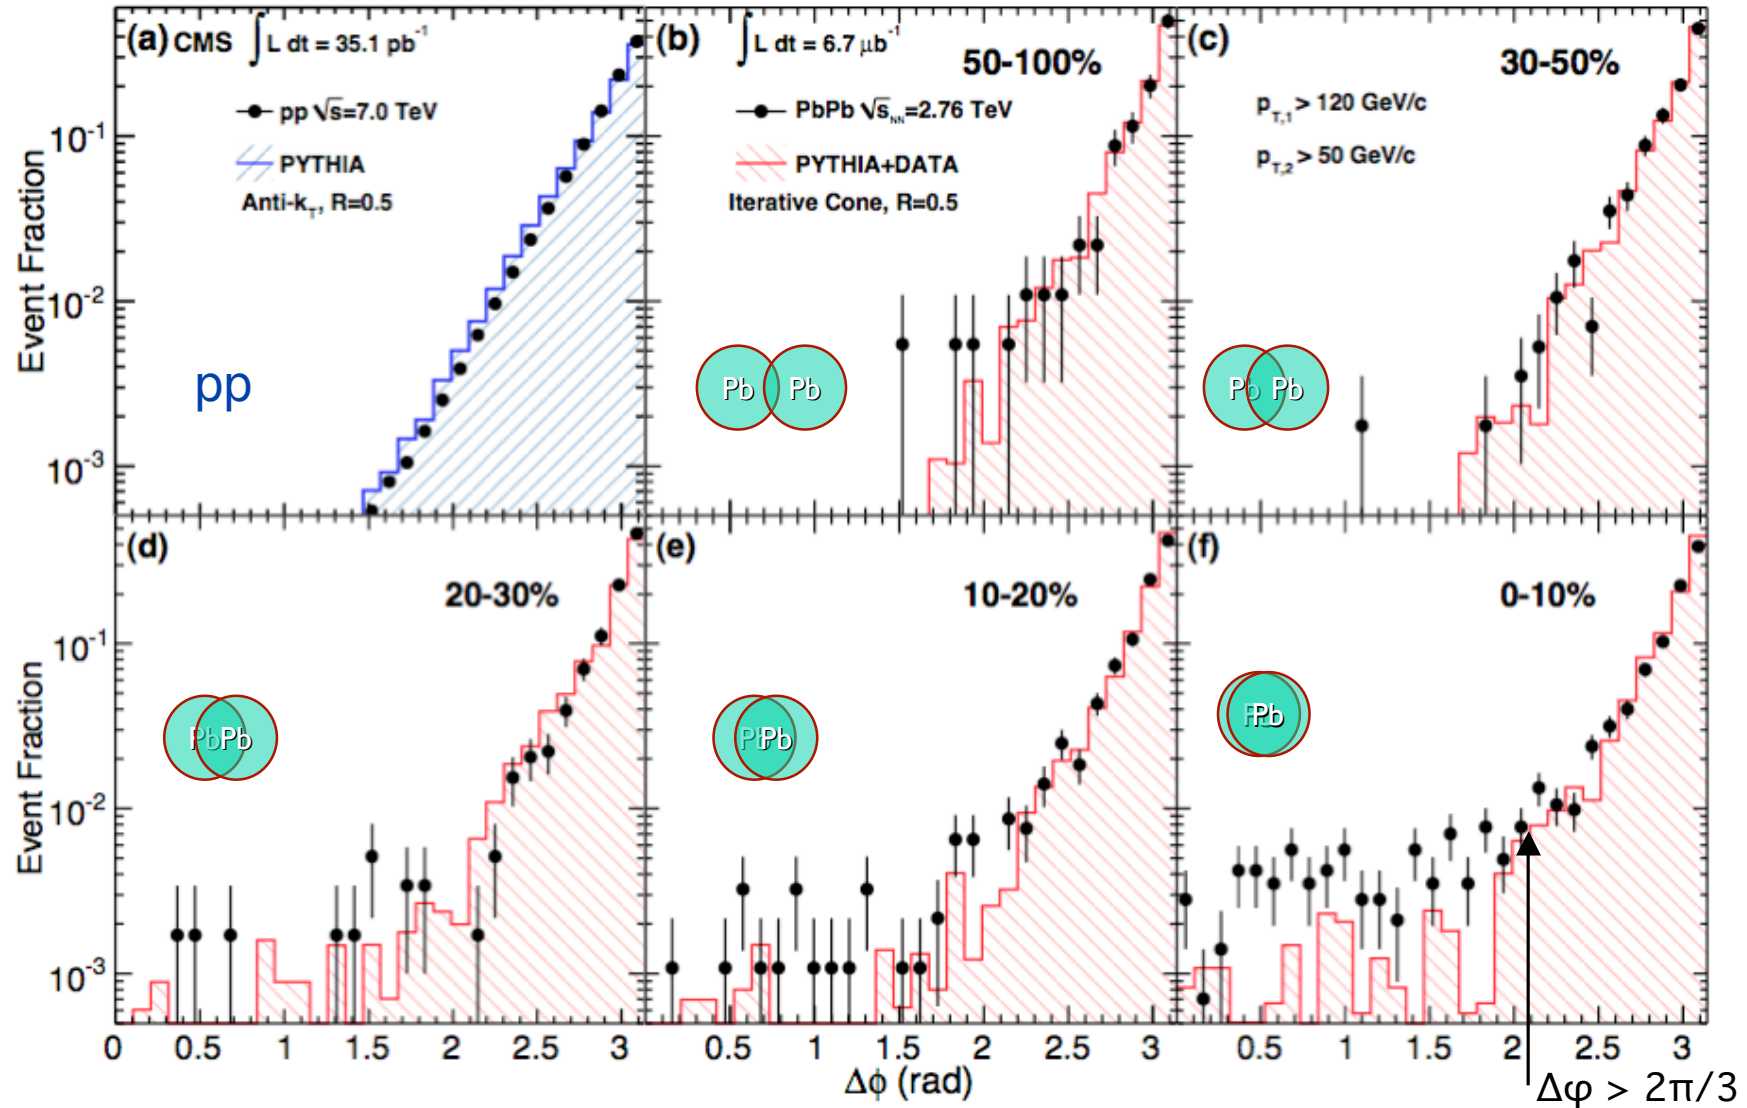 (a) CMS ∫L dt = 35.1 pb⁻¹
pp √s=7.0 TeV
PYTHIA
Anti-k_T, R=0.5
pp
(b) ∫L dt = 6.7 μb⁻¹
50-100%
PbPb √s_NN=2.76 TeV
PYTHIA+DATA
Iterative Cone, R=0.5
Pb Pb
(c) 30-50%
p_T,1 > 120 GeV/c
p_T,2 > 50 GeV/c
Pb Pb
Event Fraction
10⁻¹
10⁻²
10⁻³
(d) 20-30%
Pb Pb
(e) 10-20%
Pb Pb
(f) 0-10%
Pb Pb
Event Fraction
10⁻¹
10⁻²
10⁻³
0 0.5 1 1.5 2 2.5 3
0.5 1 1.5 2 2.5 3
0.5 1 1.5 2 2.5 3
Δϕ (rad)
Δφ > 2π/3